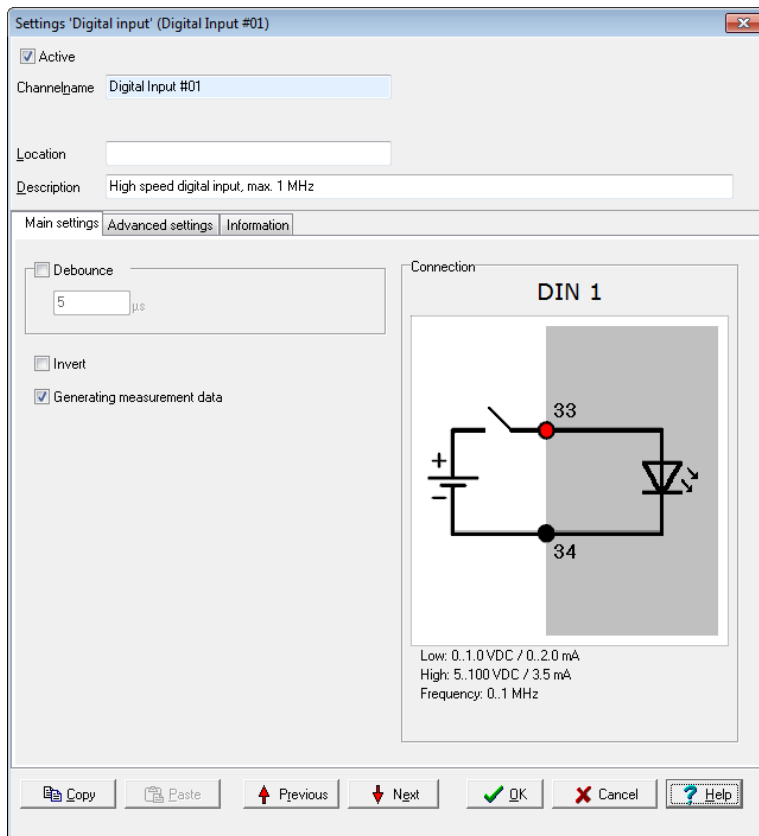 Settings 'Digital input' (Digital Input #01)
Active
Channelname Digital Input #01
Location
Description High speed digital input, max. 1 MHz
Main settings Advanced settings Information
Debounce
5 µs
Invert
Generating measurement data
Connection
DIN 1
33
+
−
34
Low: 0..1.0 VDC / 0..2.0 mA
High: 5..100 VDC / 3.5 mA
Frequency: 0..1 MHz
Copy Paste Previous Next OK Cancel ? Help